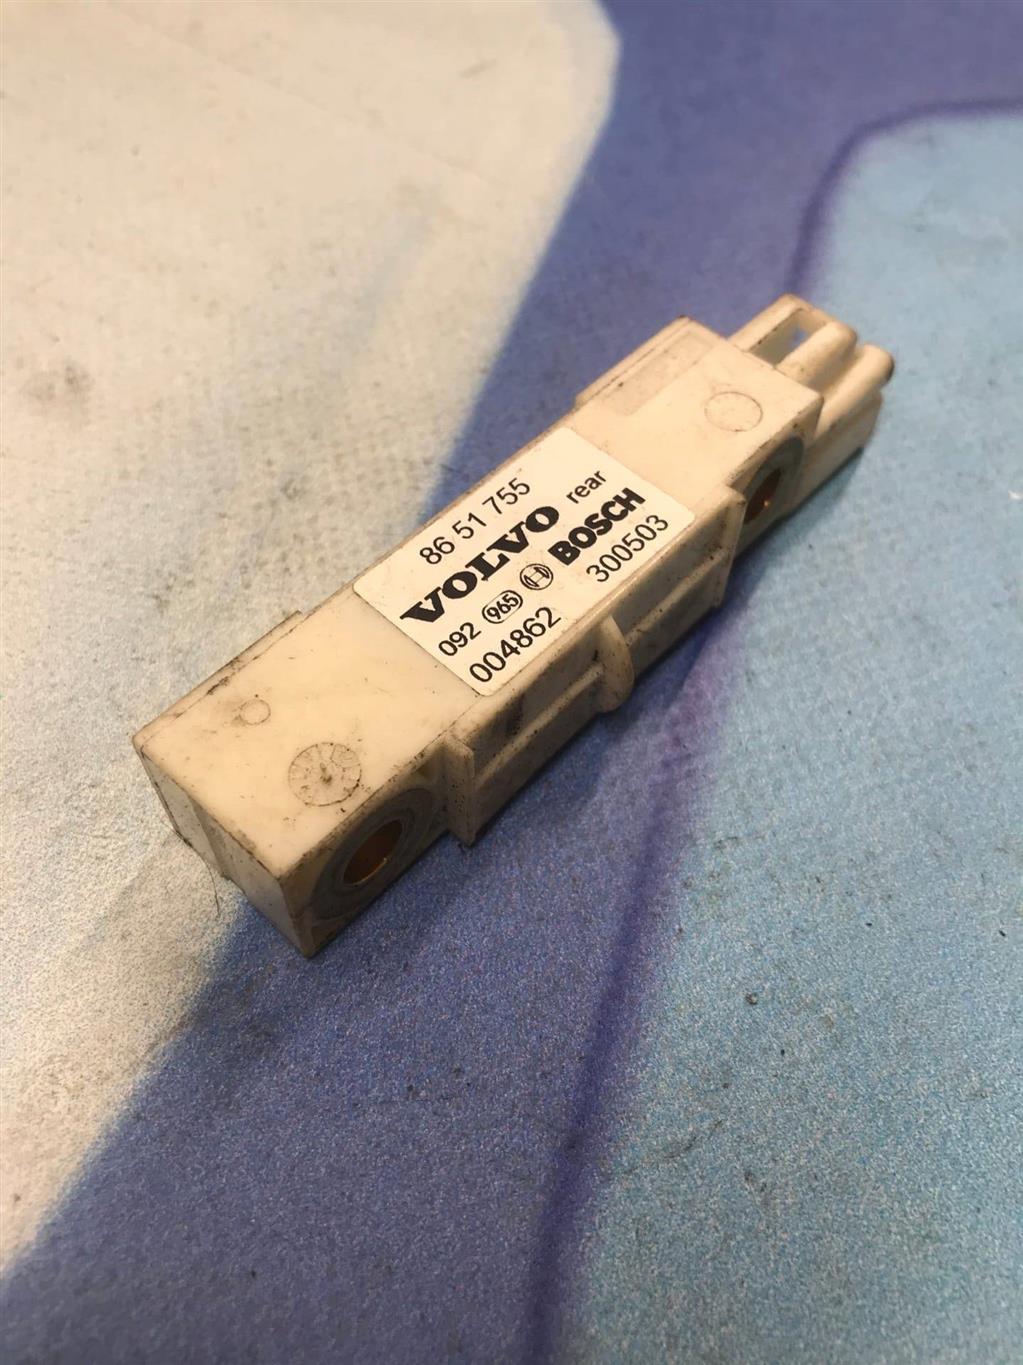 86 51 755
VOLVO rear
092 965 BOSCH
004862 300503